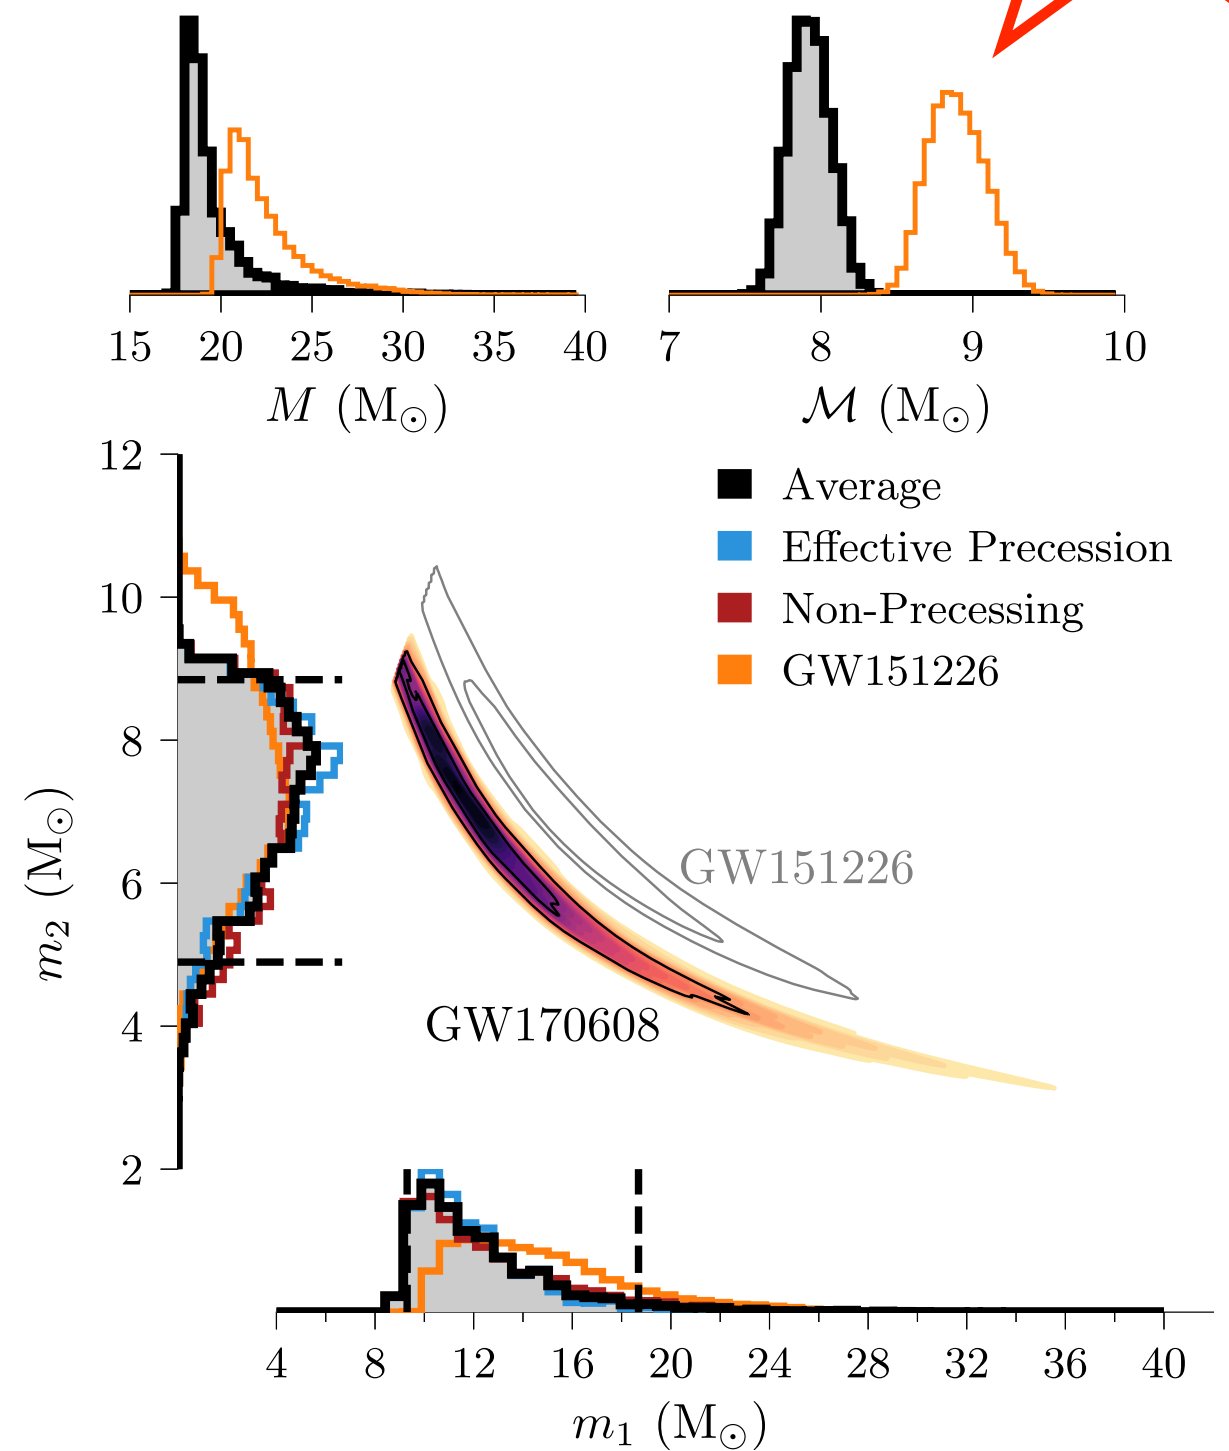 15 20 25 30 35 40
M (M⊙)
7 8 9 10
ℳ (M⊙)
Average
Effective Precession
Non-Precessing
GW151226
12
10
8
6
4
2
m₂ (M⊙)
GW151226
GW170608
4 8 12 16 20 24 28 32 36 40
m₁ (M⊙)